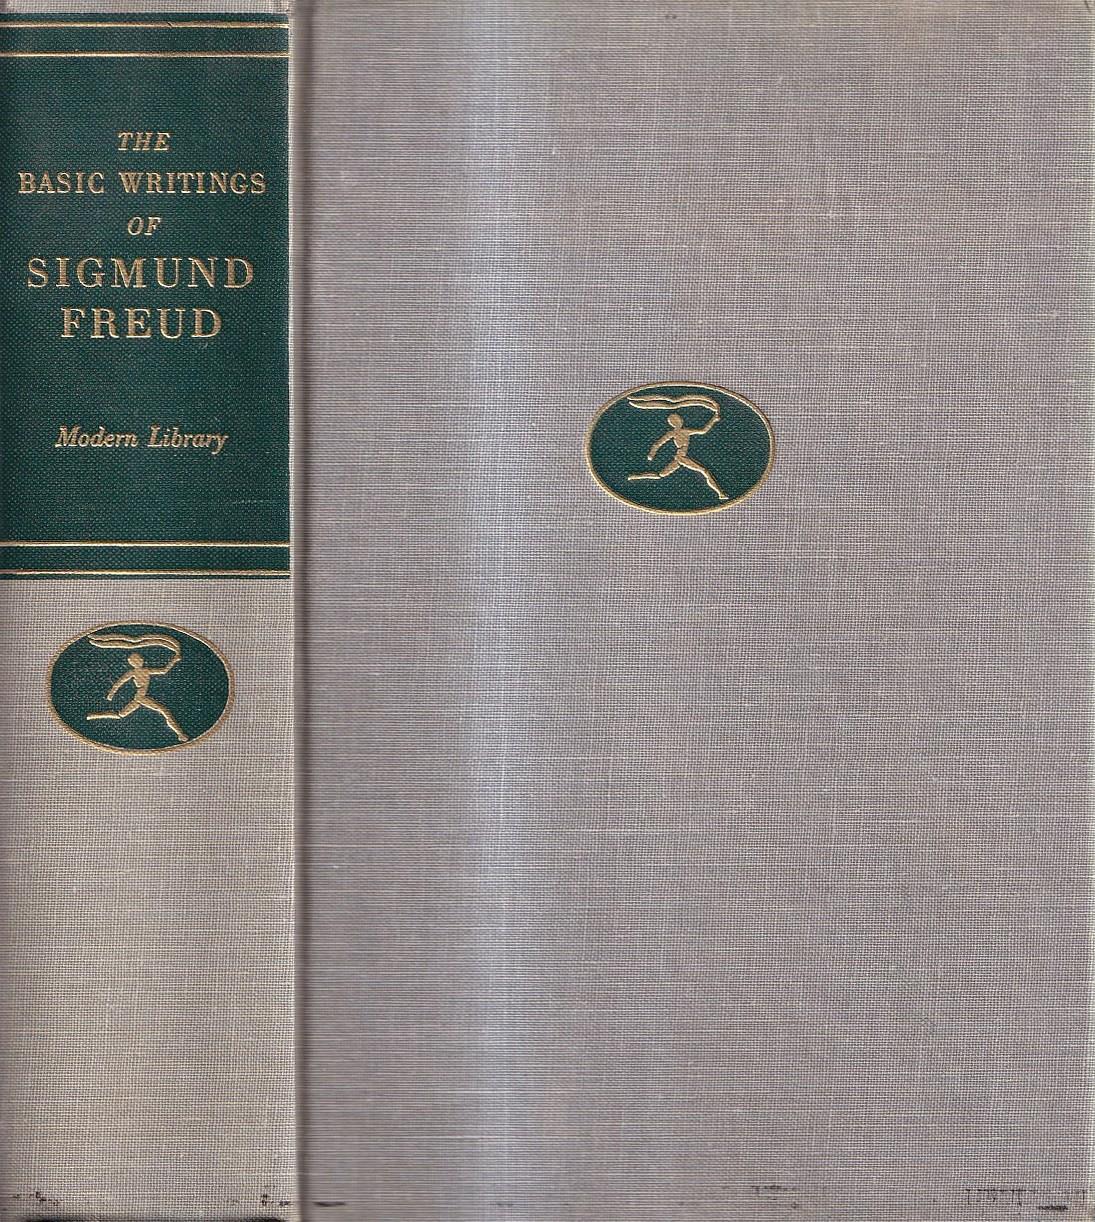 THE
BASIC WRITINGS
OF
SIGMUND
FREUD
Modern Library